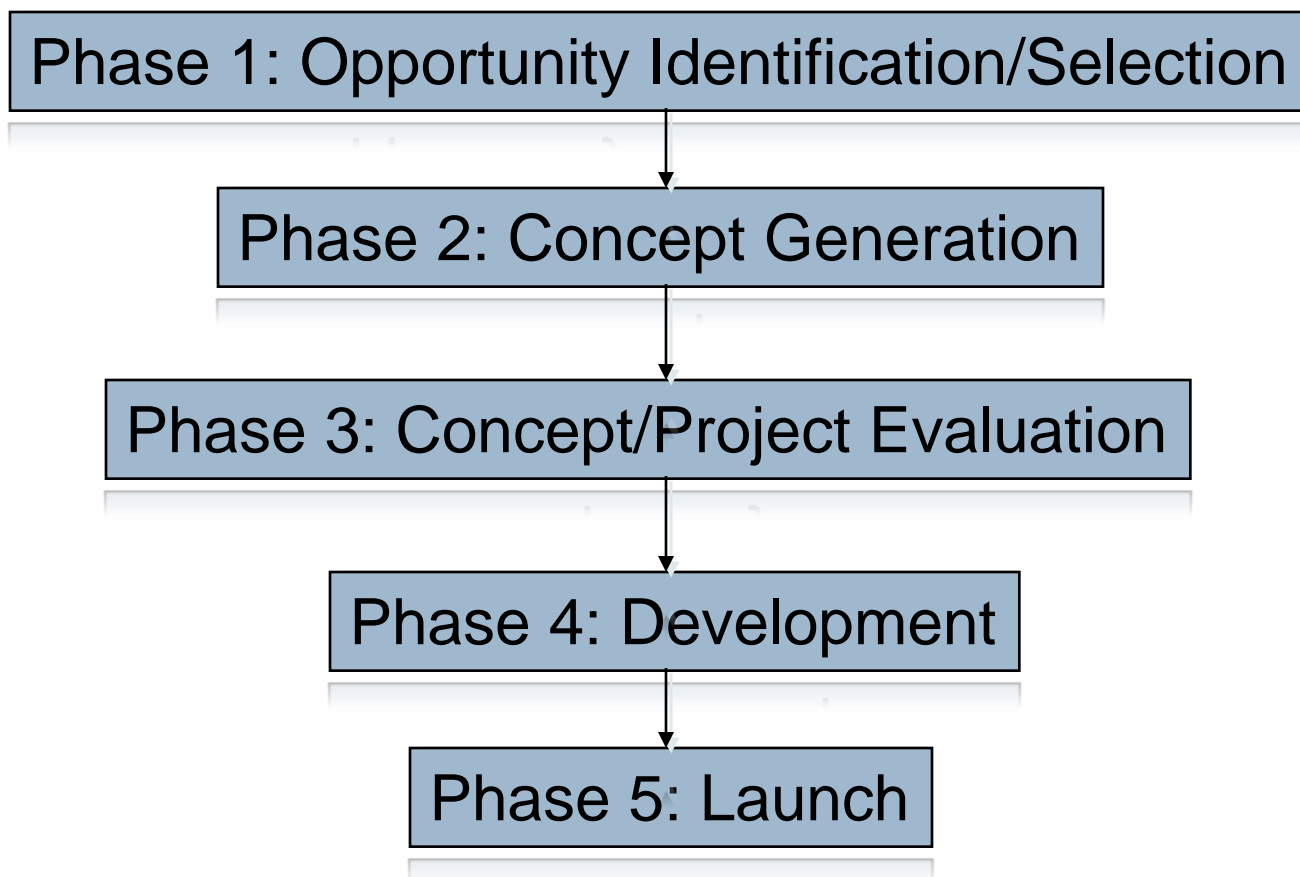 Phase 1: Opportunity Identification/Selection
Phase 2: Concept Generation
Phase 3: Concept/Project Evaluation
Phase 4: Development
Phase 5: Launch